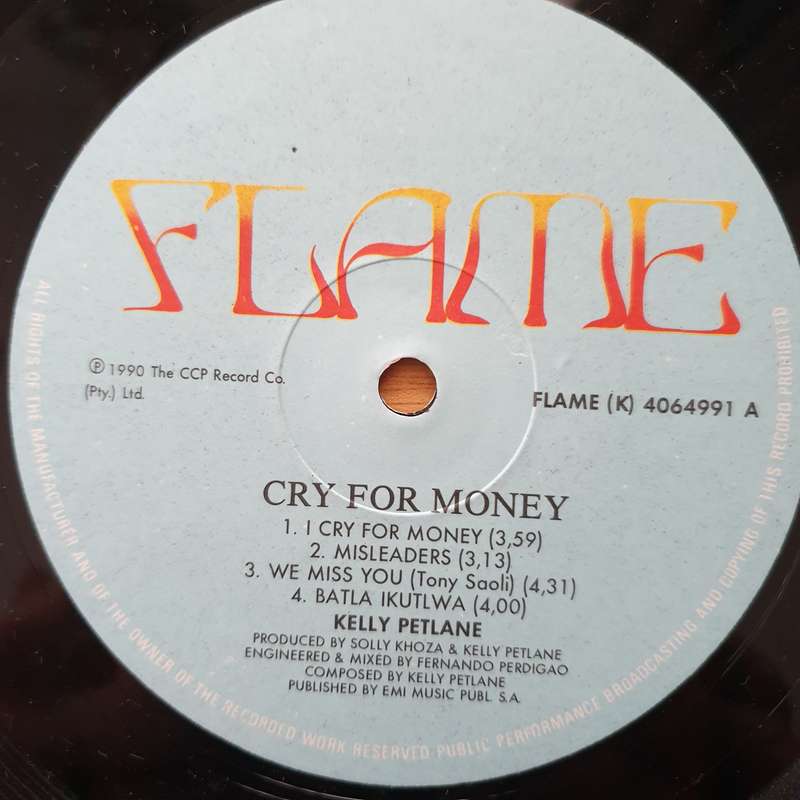 FLAME
℗ 1990 The CCP Record Co.
(Pty.) Ltd.
FLAME (K) 4064991 A
CRY FOR MONEY
1. I CRY FOR MONEY (3,59)
2. MISLEADERS (3,13)
3. WE MISS YOU (Tony Saoli) (4,31)
4. BATLA IKUTLWA (4,00)
KELLY PETLANE
PRODUCED BY SOLLY KHOZA & KELLY PETLANE
ENGINEERED & MIXED BY FERNANDO PERDIGAO
COMPOSED BY KELLY PETLANE
PUBLISHED BY EMI MUSIC PUBL S.A.
ALL RIGHTS OF THE MANUFACTURER AND OF THE OWNER OF THE RECORDED WORK RESERVED PUBLIC PERFORMANCE BROADCASTING AND COPYING OF THIS RECORD PROHIBITED